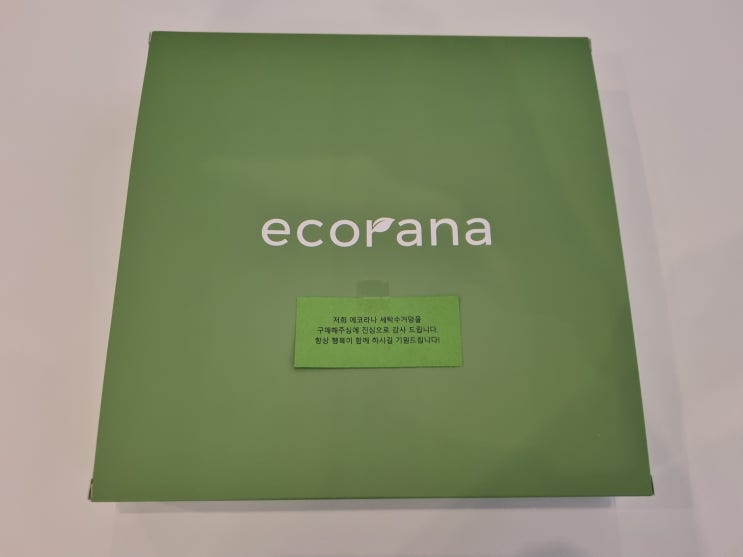 ecorana
저희 에코라나 세탁수거망을
구매해주심에 진심으로 감사 드립니다.
항상 행복이 함께 하시길 기원드립니다!